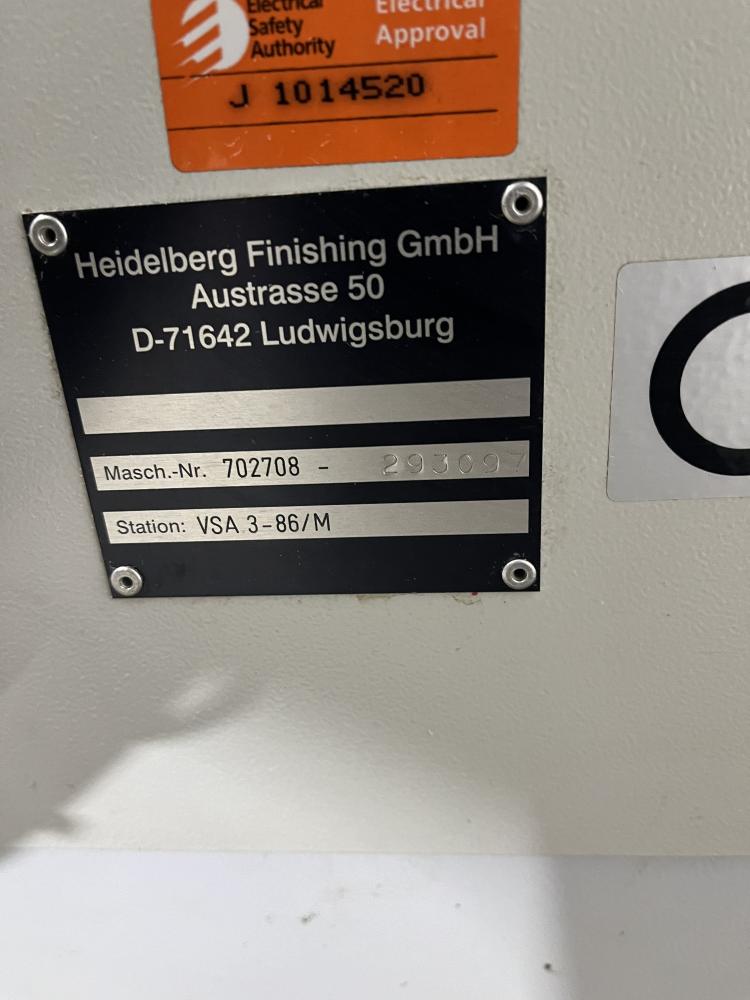 Electrical
Safety
Authority
Electrical
Approval
J 1014520
Heidelberg Finishing GmbH
Austrasse 50
D-71642 Ludwigsburg
Masch.-Nr. 702708 - 293097
Station: VSA 3-86/M